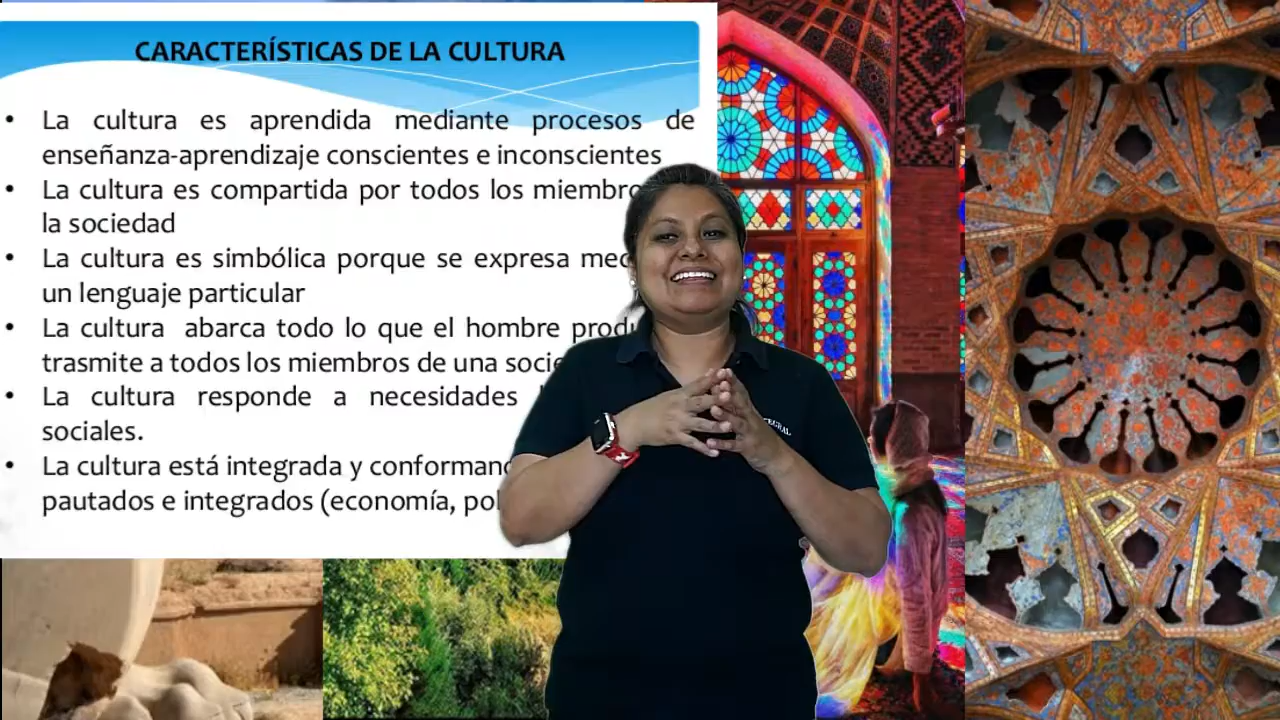 CARACTERÍSTICAS DE LA CULTURA
• La cultura es aprendida mediante procesos de
enseñanza-aprendizaje conscientes e inconscientes
• La cultura es compartida por todos los
la sociedad
• La cultura es simbólica porque se expresa
un lenguaje particular
• La cultura abarca todo lo que el hombre
trasmite a todos los miembros de una
• La cultura responde a necesidades
sociales.
• La cultura está integrada y
pautados e integrados (economía,